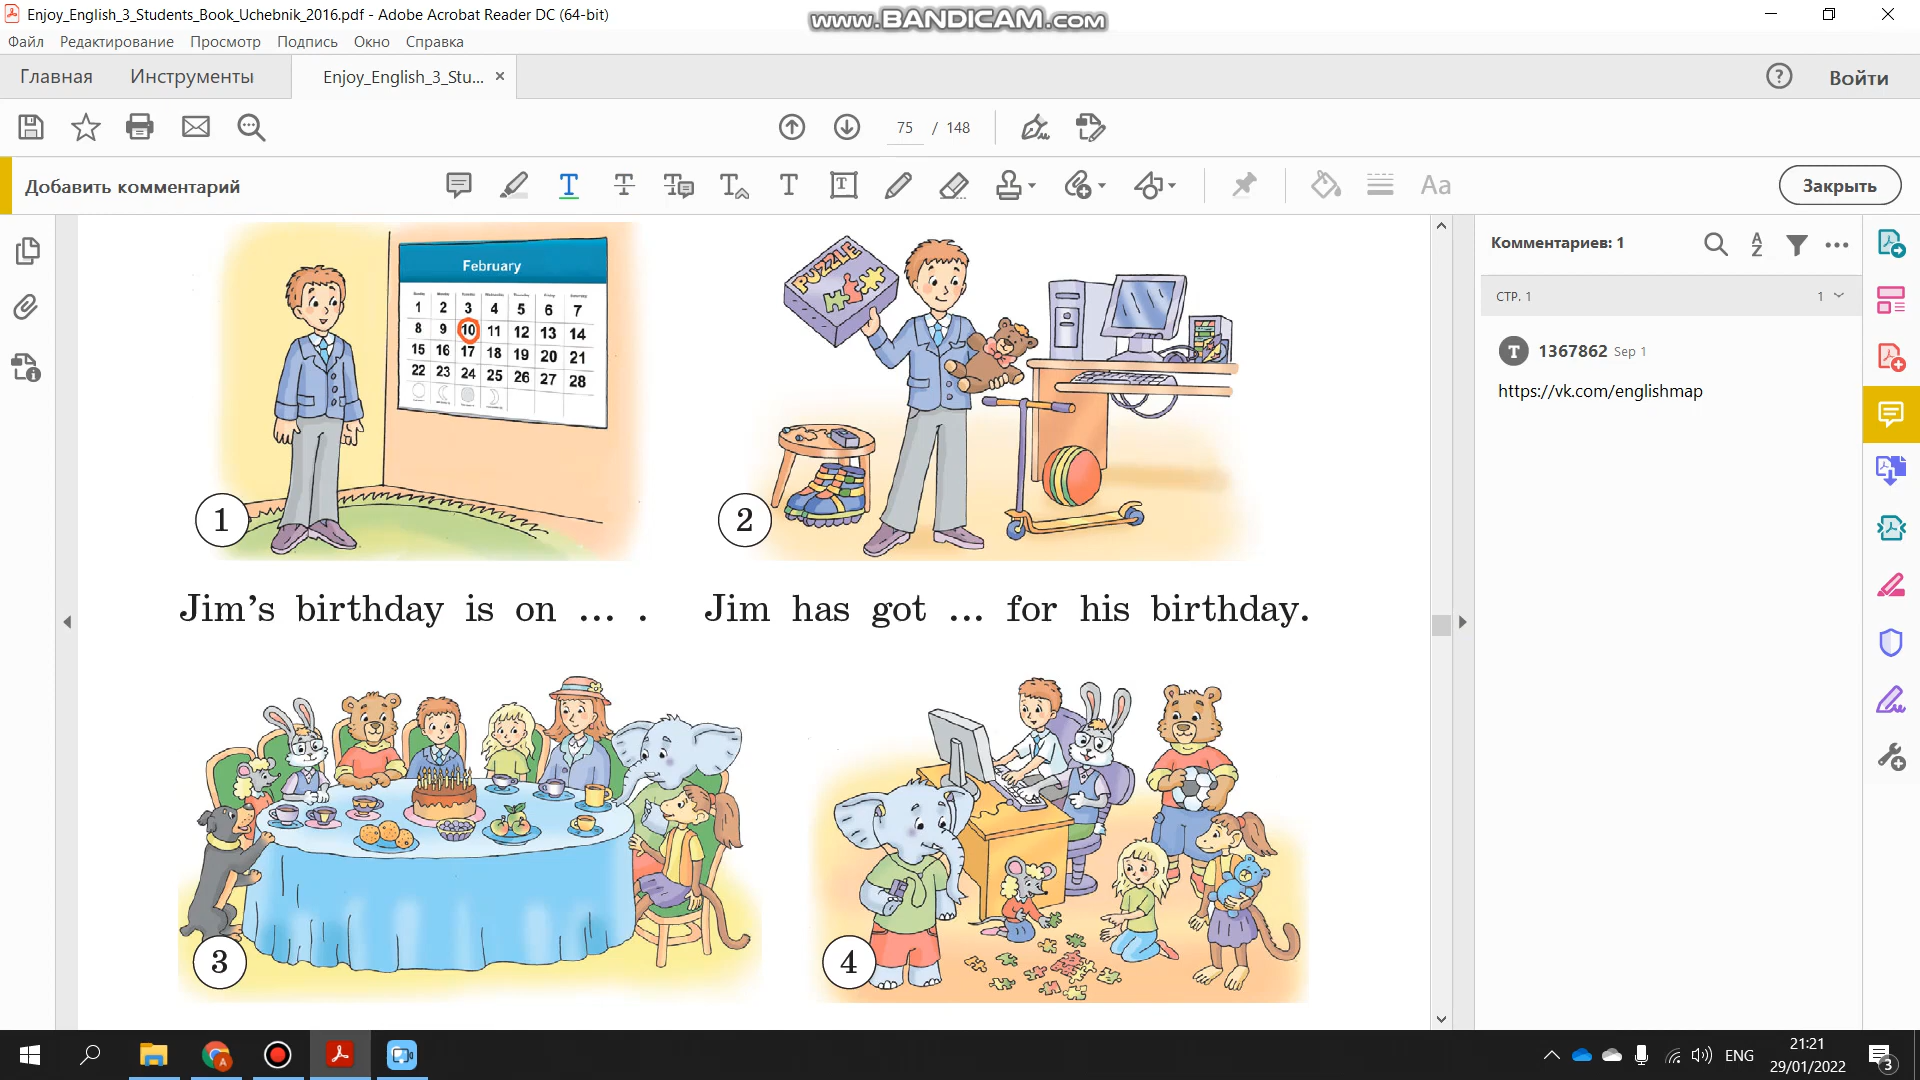 Enjoy_English_3_Students_Book_Uchebnik_2016.pdf - Adobe Acrobat Reader DC (64-bit)
www.BANDICAM.com
Файл Редактирование Просмотр Подпись Окно Справка
Главная Инструменты Enjoy_English_3_Stu... × Войти
75 / 148
Добавить комментарий
Закрыть
Комментариев: 1
СТР. 1 1
T 1367862 Sep 1
https://vk.com/englishmap
February
1 2 3 4 5 6 7
8 9 10 11 12 13 14
15 16 17 18 19 20 21
22 23 24 25 26 27 28
PUZZLE
1
2
Jim's birthday is on ... .
Jim has got ... for his birthday.
3
4
ENG
21:21
29/01/2022
3